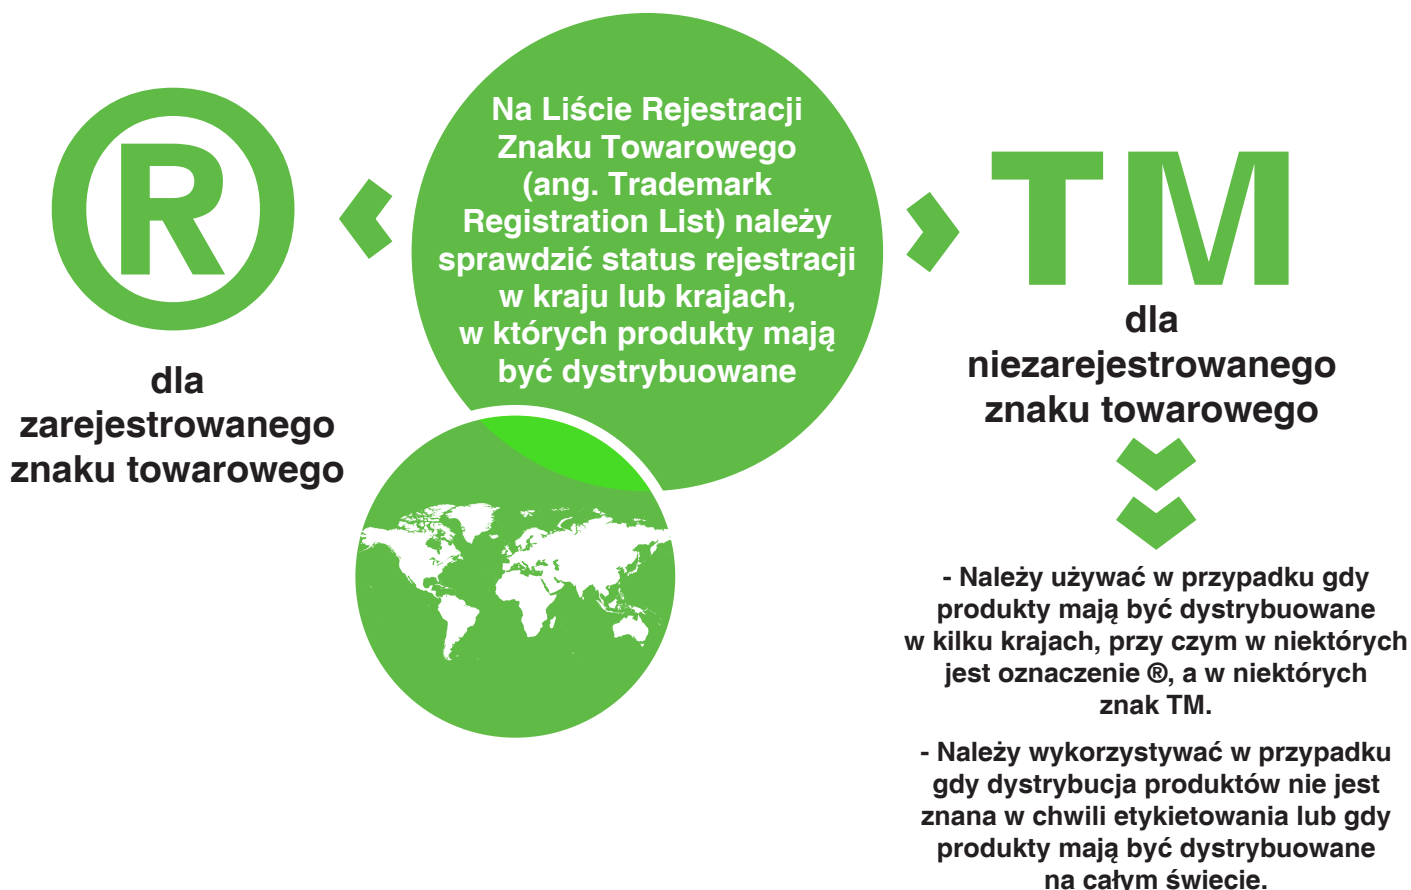 ®
dla
zarejestrowanego
znaku towarowego
Na Liście Rejestracji
Znaku Towarowego
(ang. Trademark
Registration List) należy
sprawdzić status rejestracji
w kraju lub krajach,
w których produkty mają
być dystrybuowane
TM
dla
niezarejestrowanego
znaku towarowego
- Należy używać w przypadku gdy
produkty mają być dystrybuowane
w kilku krajach, przy czym w niektórych
jest oznaczenie ®, a w niektórych
znak TM.
- Należy wykorzystywać w przypadku
gdy dystrybucja produktów nie jest
znana w chwili etykietowania lub gdy
produkty mają być dystrybuowane
na całym świecie.